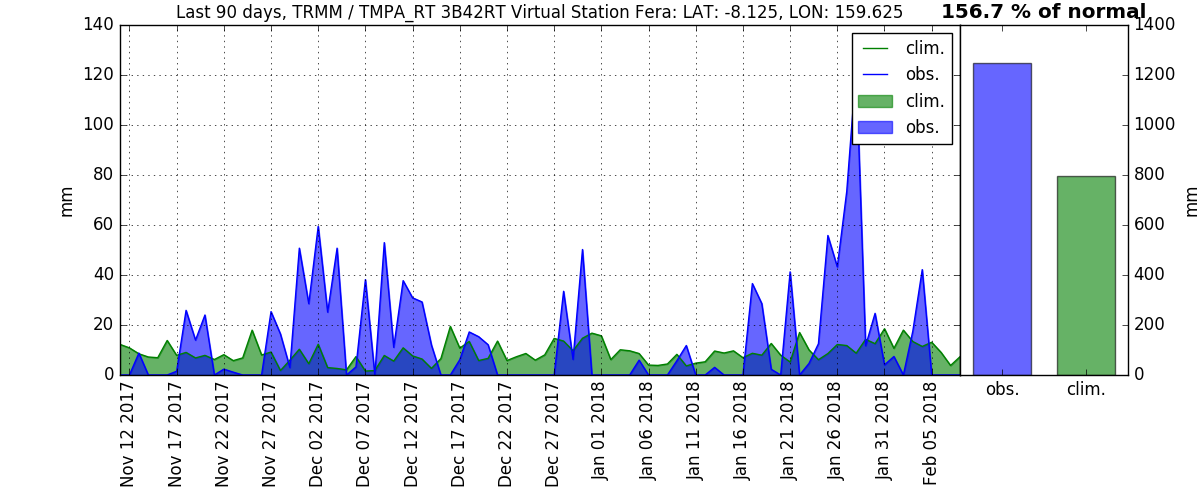 Last 90 days, TRMM / TMPA_RT 3B42RT Virtual Station Fera: LAT: -8.125, LON: 159.625
156.7 % of normal
140
120
100
80
60
40
20
0
mm
clim.
obs.
clim.
obs.
1400
1200
1000
800
600
400
200
0
mm
Nov 12 2017
Nov 17 2017
Nov 22 2017
Nov 27 2017
Dec 02 2017
Dec 07 2017
Dec 12 2017
Dec 17 2017
Dec 22 2017
Dec 27 2017
Jan 01 2018
Jan 06 2018
Jan 11 2018
Jan 16 2018
Jan 21 2018
Jan 26 2018
Jan 31 2018
Feb 05 2018
obs.
clim.